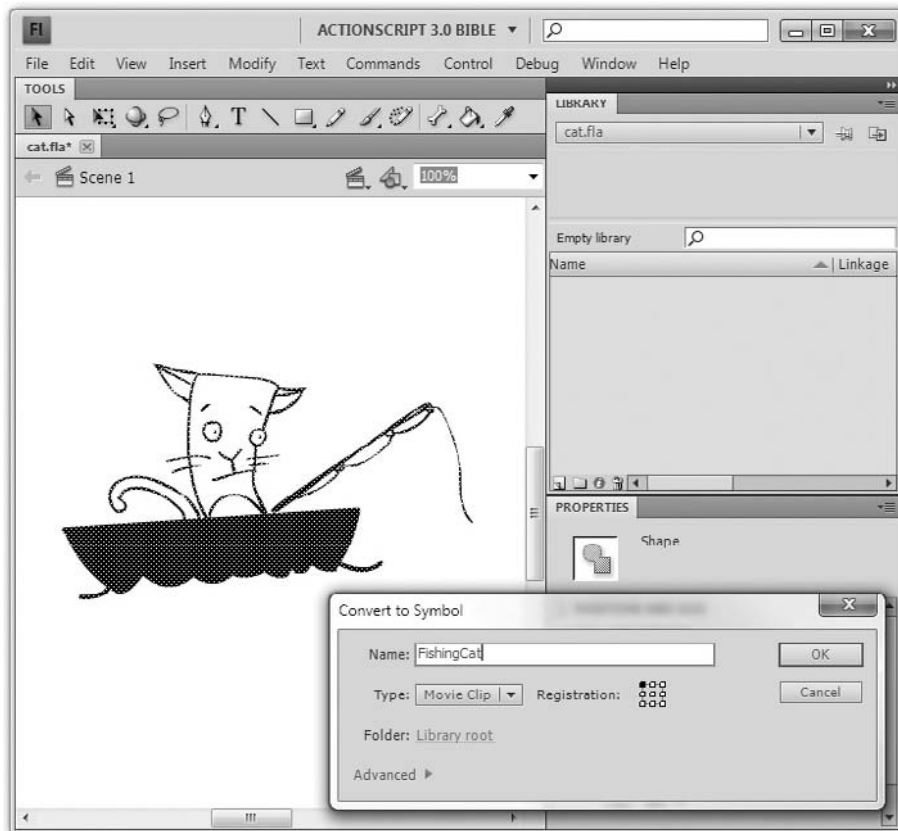 Fl ACTIONSCRIPT 3.0 BIBLE
File Edit View Insert Modify Text Commands Control Debug Window Help
TOOLS
LIBRARY
T
cat.fla
cat.fla*
Scene 1 100%
Empty library
Name Linkage
PROPERTIES
Shape
Convert to Symbol
Name: FishingCat OK
Type: Movie Clip Registration: Cancel
Folder: Library root
Advanced